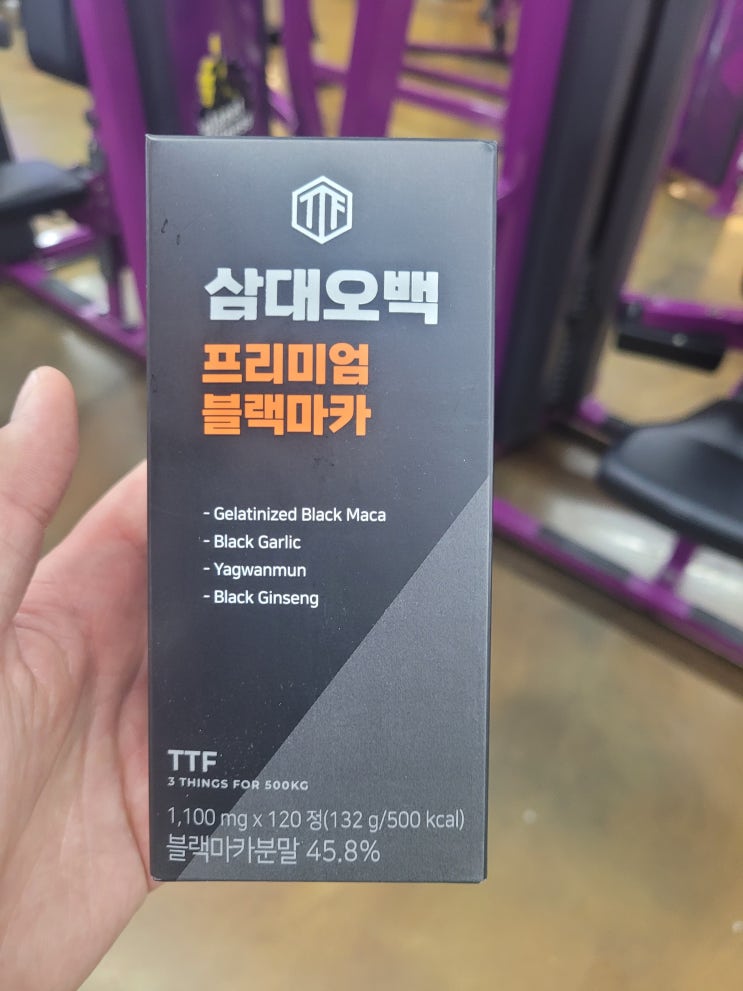 TTF
삼대오백
프리미엄
블랙마카
- Gelatinized Black Maca
- Black Garlic
- Yagwanmun
- Black Ginseng
TTF
3 THINGS FOR 500KG
1,100 mg x 120 정(132 g/500 kcal)
블랙마카분말 45.8%